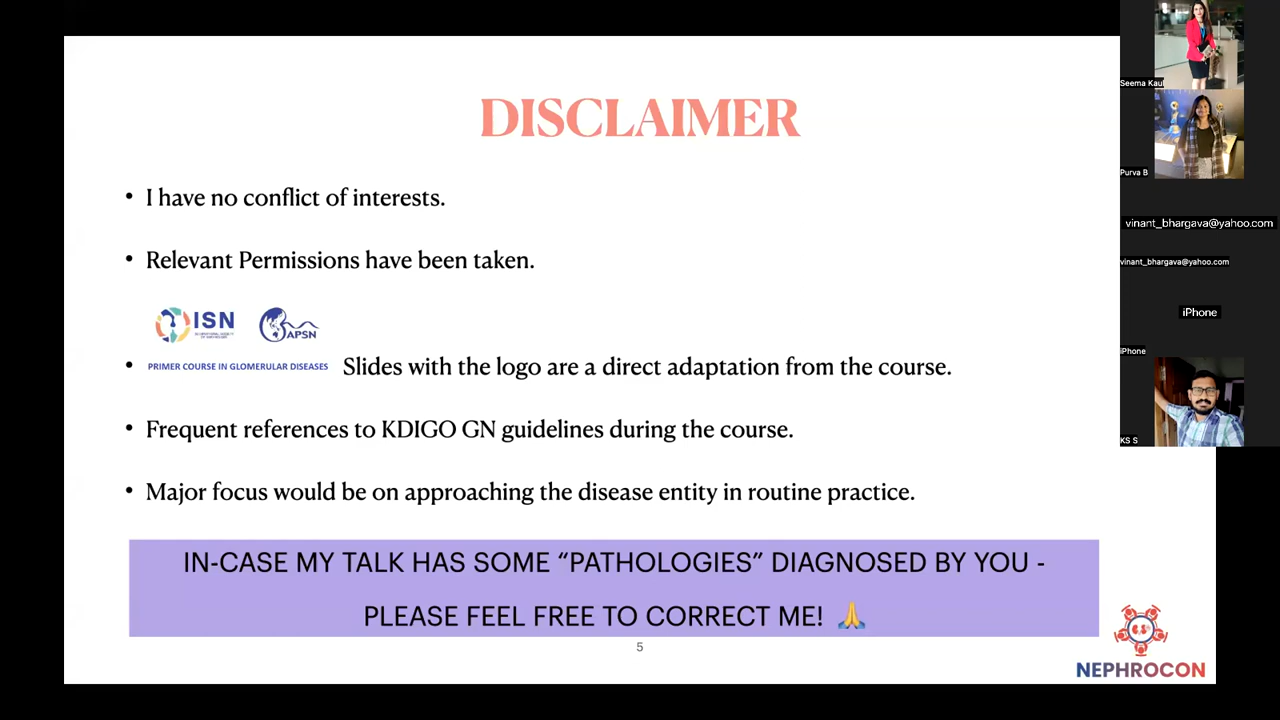 DISCLAIMER
• I have no conflict of interests.
• Relevant Permissions have been taken.
ISN
APSN
• PRIMER COURSE IN GLOMERULAR DISEASES Slides with the logo are a direct adaptation from the course.
• Frequent references to KDIGO GN guidelines during the course.
• Major focus would be on approaching the disease entity in routine practice.
IN-CASE MY TALK HAS SOME “PATHOLOGIES” DIAGNOSED BY YOU -
PLEASE FEEL FREE TO CORRECT ME! 🙏
5
NEPHROCON
Seema Kaul
Purva B
vinant_bhargava@yahoo.com
vinant_bhargava@yahoo.com
iPhone
iPhone
KS S